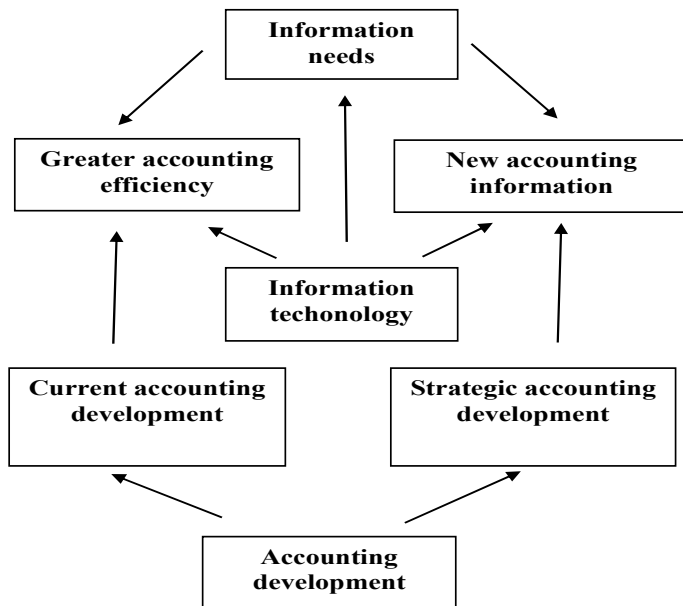 Information
needs
Greater accounting
efficiency
New accounting
information
Information
techonology
Current accounting
development
Strategic accounting
development
Accounting
development